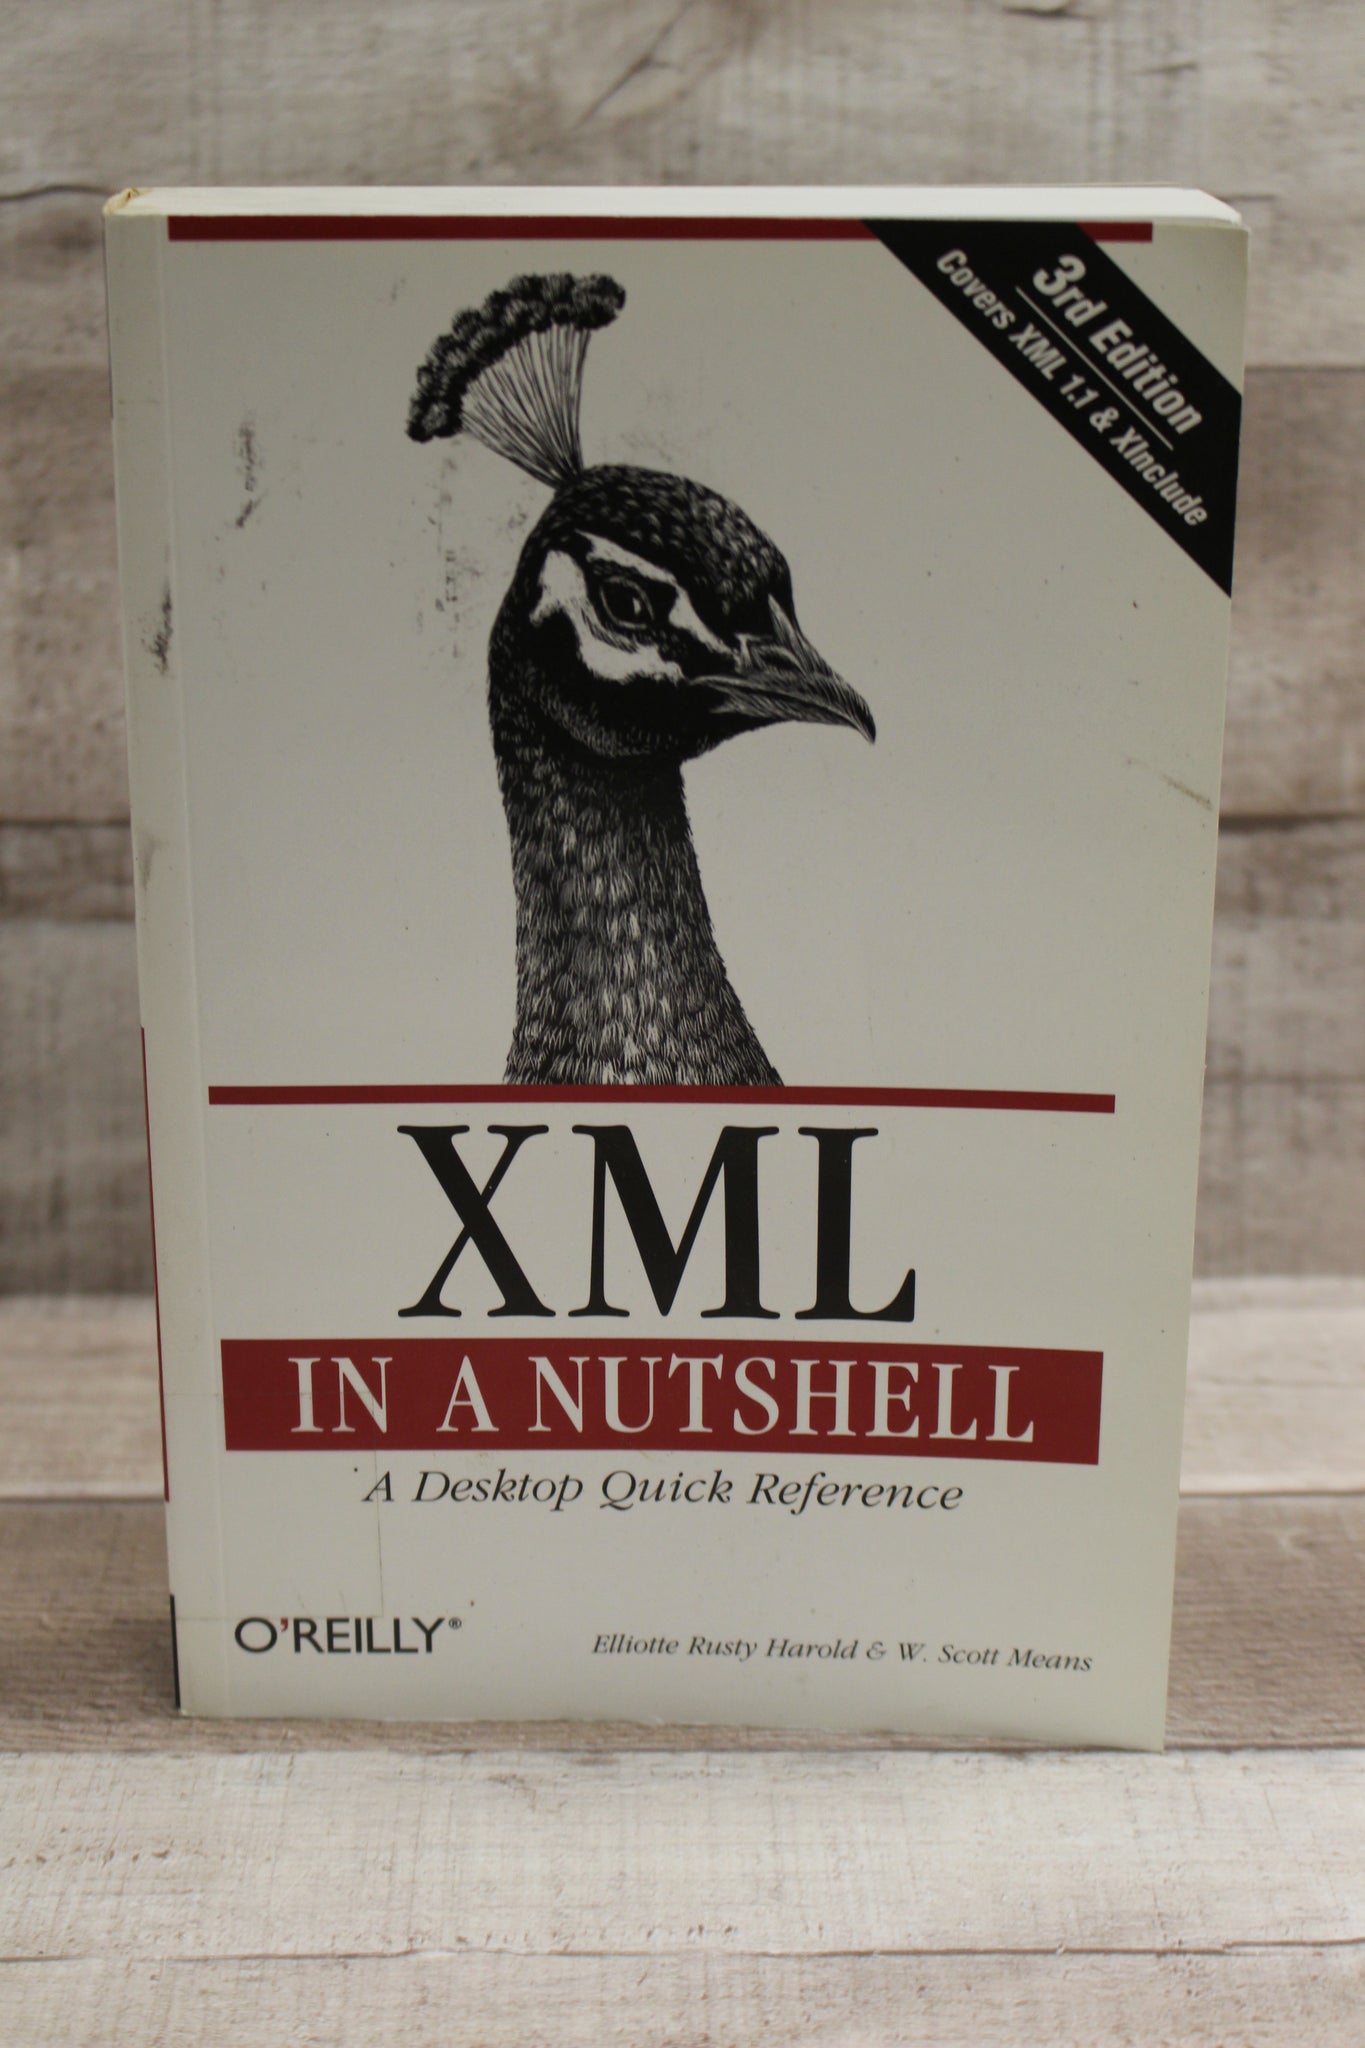 3rd Edition
Covers XML 1.1 & XInclude
XML
IN A NUTSHELL
A Desktop Quick Reference
O'REILLY®
Elliotte Rusty Harold & W. Scott Means